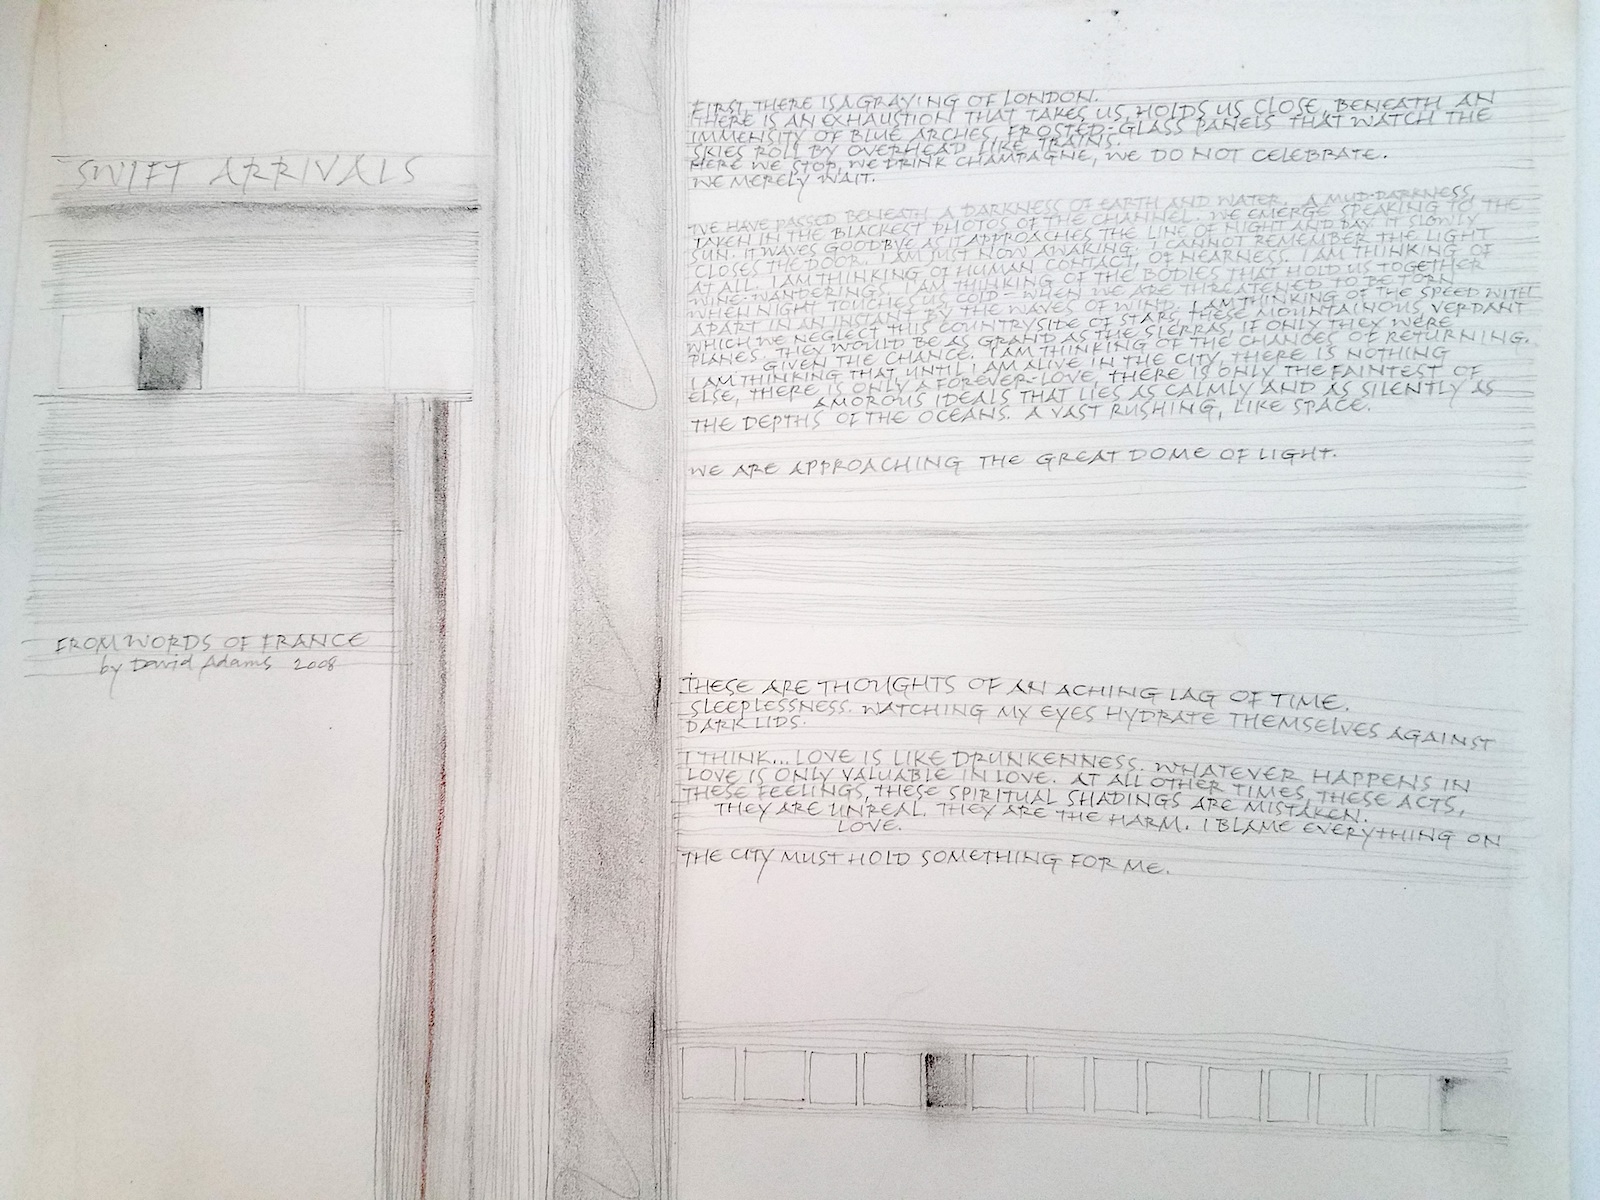 SWIFT ARRIVALS
FROM WORDS OF FRANCE
by David Adams 2008
FIRST, THERE IS A GRAYING OF LONDON.
THERE IS AN EXHAUSTION THAT TAKES US, HOLDS US CLOSE, BENEATH AN
IMMENSITY OF BLUE ARCHES, FROSTED-GLASS PANELS THAT WATCH THE
SKIES ROLL BY OVERHEAD LIKE TRAINS.
HERE WE STOP, WE DRINK CHAMPAGNE, WE DO NOT CELEBRATE.
WE MERELY WAIT.
WE HAVE PASSED BENEATH A DARKNESS OF EARTH AND WATER. A MUD-DARKNESS,
TAKEN IN THE BLACKEST PHOTOS OF THE CHANNEL. WE EMERGE SPEAKING TO THE
SUN. IT WAVES GOODBYE AS IT APPROACHES THE LINE OF NIGHT AND DAY. IT SLOWLY
CLOSES THE DOOR. I AM JUST NOW AWAKING. I CANNOT REMEMBER THE LIGHT
AT ALL. I AM THINKING OF HUMAN CONTACT, OF NEARNESS. I AM THINKING OF
WINE-WANDERINGS. I AM THINKING OF THE BODIES THAT HOLD US TOGETHER
WHEN NIGHT TOUCHES US COLD - WHEN WE ARE THREATENED TO BE TORN
APART IN AN INSTANT BY THE WAVES OF WIND. I AM THINKING OF THE SPEED WITH
WHICH WE NEGLECT THIS COUNTRYSIDE OF STARS, THESE MOUNTAINOUS VERDANT
PLANES. THEY WOULD BE AS GRAND AS THE SIERRAS, IF ONLY THEY WERE
GIVEN THE CHANCE. I AM THINKING OF THE CHANCES OF RETURNING.
I AM THINKING THAT UNTIL I AM ALIVE IN THE CITY, THERE IS NOTHING
ELSE, THERE IS ONLY A FOREVER-LOVE, THERE IS ONLY THE FAINTEST OF
AMOROUS IDEALS THAT LIES AS CALMLY AND AS SILENTLY AS
THE DEPTHS OF THE OCEANS. A VAST RUSHING, LIKE SPACE.
WE ARE APPROACHING THE GREAT DOME OF LIGHT.
THESE ARE THOUGHTS OF AN ACHING LAG OF TIME.
SLEEPLESSNESS. WATCHING MY EYES HYDRATE THEMSELVES AGAINST
DARK LIDS.
I THINK... LOVE IS LIKE DRUNKENNESS. WHATEVER HAPPENS IN
LOVE IS ONLY VALUABLE IN LOVE. AT ALL OTHER TIMES, THESE ACTS,
THESE FEELINGS, THESE SPIRITUAL SHADINGS ARE MISTAKEN.
THEY ARE UNREAL. THEY ARE THE HARM. I BLAME EVERYTHING ON
LOVE.
THE CITY MUST HOLD SOMETHING FOR ME.